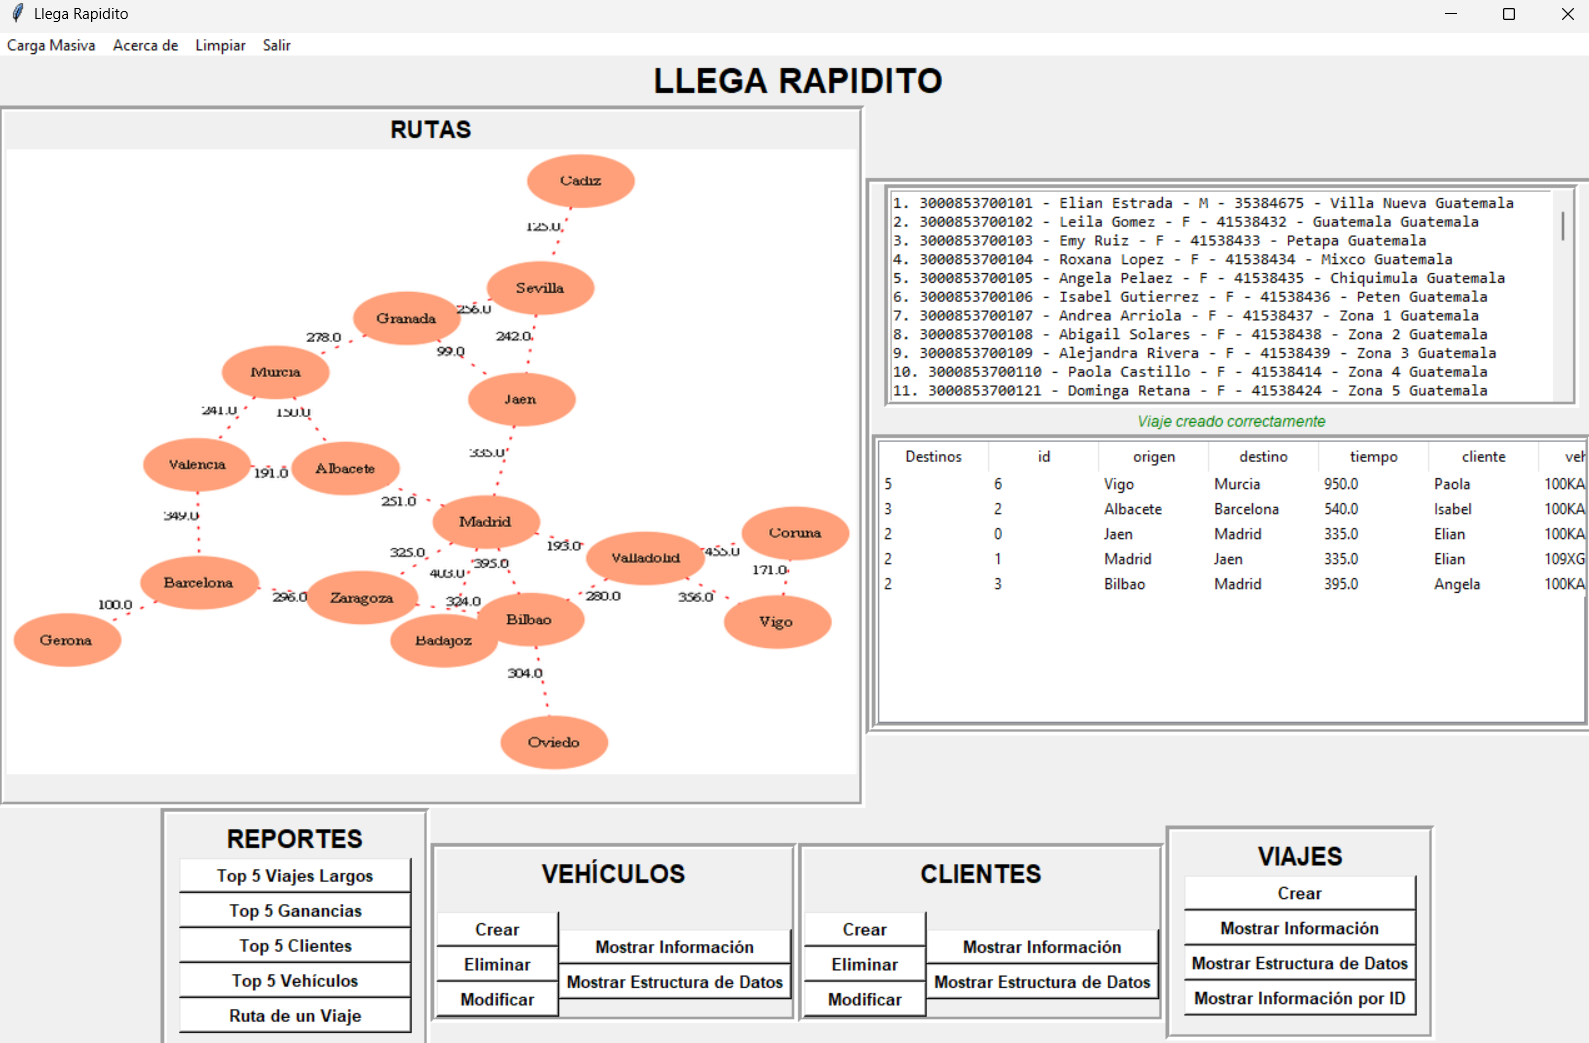 Llega Rapidito
Carga Masiva Acerca de Limpiar Salir
LLEGA RAPIDITO
RUTAS
Cadiz
125.0
Sevilla
256.0
Granada
278.0
99.0
242.0
Murcia
Jaen
241.0
150.0
335.0
Valencia
191.0
Albacete
251.0
349.0
Madrid
193.0
Valladolid
455.0
Coruna
325.0
403.0
395.0
171.0
Barcelona
296.0
Zaragoza
324.0
280.0
356.0
100.0
Bilbao
Vigo
Gerona
Badajoz
304.0
Oviedo
1. 3000853700101 - Elian Estrada - M - 35384675 - Villa Nueva Guatemala
2. 3000853700102 - Leila Gomez - F - 41538432 - Guatemala Guatemala
3. 3000853700103 - Emy Ruiz - F - 41538433 - Petapa Guatemala
4. 3000853700104 - Roxana Lopez - F - 41538434 - Mixco Guatemala
5. 3000853700105 - Angela Pelaez - F - 41538435 - Chiquimula Guatemala
6. 3000853700106 - Isabel Gutierrez - F - 41538436 - Peten Guatemala
7. 3000853700107 - Andrea Arriola - F - 41538437 - Zona 1 Guatemala
8. 3000853700108 - Abigail Solares - F - 41538438 - Zona 2 Guatemala
9. 3000853700109 - Alejandra Rivera - F - 41538439 - Zona 3 Guatemala
10. 3000853700110 - Paola Castillo - F - 41538414 - Zona 4 Guatemala
11. 3000853700121 - Dominga Retana - F - 41538424 - Zona 5 Guatemala
Viaje creado correctamente
Destinos id origen destino tiempo cliente veh
5 6 Vigo Murcia 950.0 Paola 100KA
3 2 Albacete Barcelona 540.0 Isabel 100KA
2 0 Jaen Madrid 335.0 Elian 100KA
2 1 Madrid Jaen 335.0 Elian 109XG
2 3 Bilbao Madrid 395.0 Angela 100KA
REPORTES
Top 5 Viajes Largos
Top 5 Ganancias
Top 5 Clientes
Top 5 Vehículos
Ruta de un Viaje
VEHÍCULOS
Crear
Eliminar
Modificar
Mostrar Información
Mostrar Estructura de Datos
CLIENTES
Crear
Eliminar
Modificar
Mostrar Información
Mostrar Estructura de Datos
VIAJES
Crear
Mostrar Información
Mostrar Estructura de Datos
Mostrar Información por ID